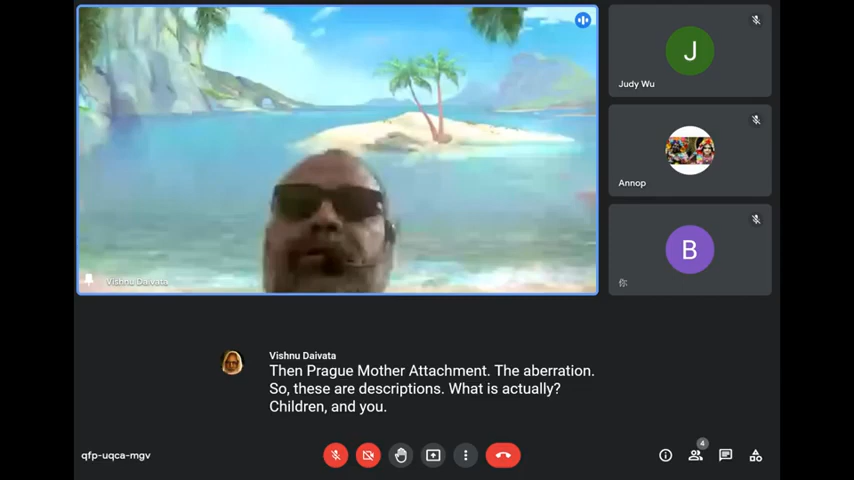 J
Judy Wu
Annop
B
你
Vishnu Daivata
Vishnu Daivata
Then Prague Mother Attachment. The aberration.
So, these are descriptions. What is actually?
Children, and you.
qfp-uqca-mgv
4